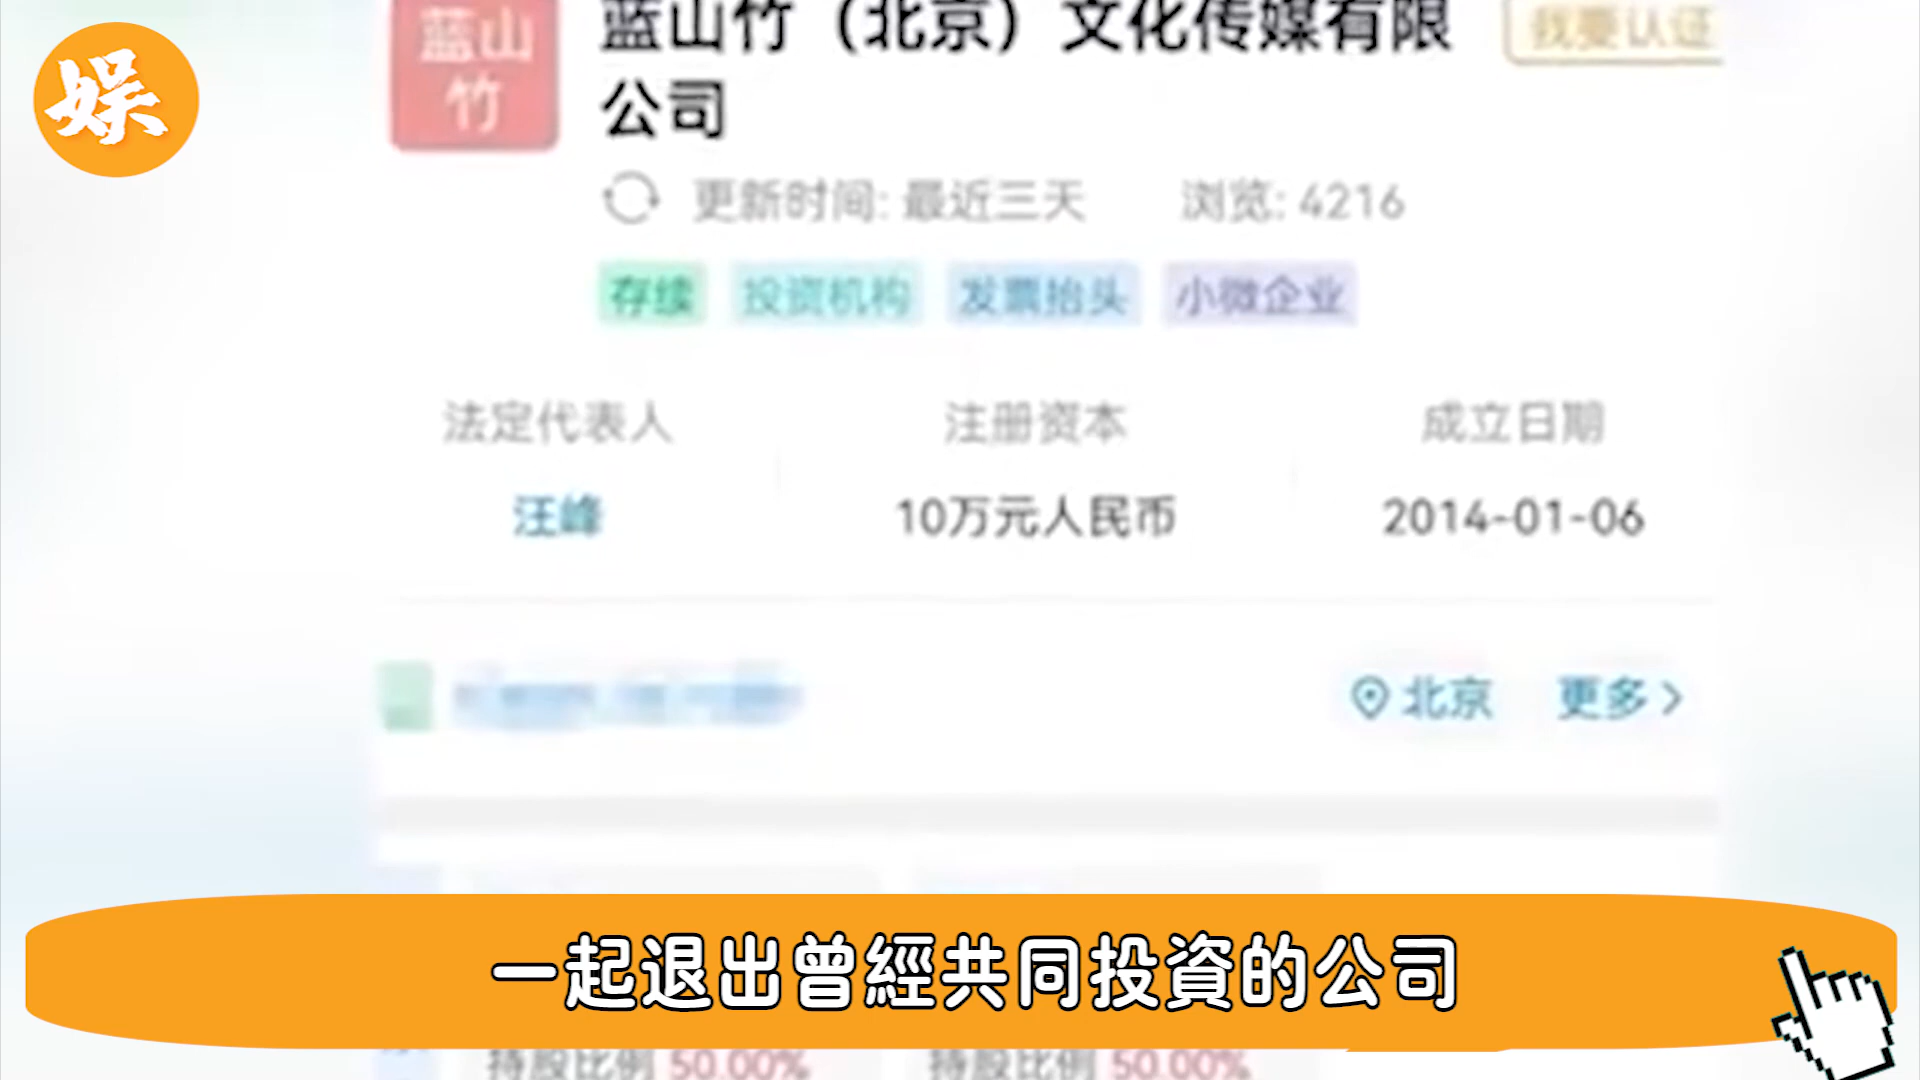 娱
蓝山
竹
蓝山竹（北京）文化传媒有限
公司
我要认证
更新时间: 最近三天 浏览: 4216
存续 投资机构 发票抬头 小微企业
法定代表人 注册资本 成立日期
汪峰 10万元人民币 2014-01-06
北京 更多
一起退出曾經共同投資的公司
持股比例 50.00% 持股比例 50.00%